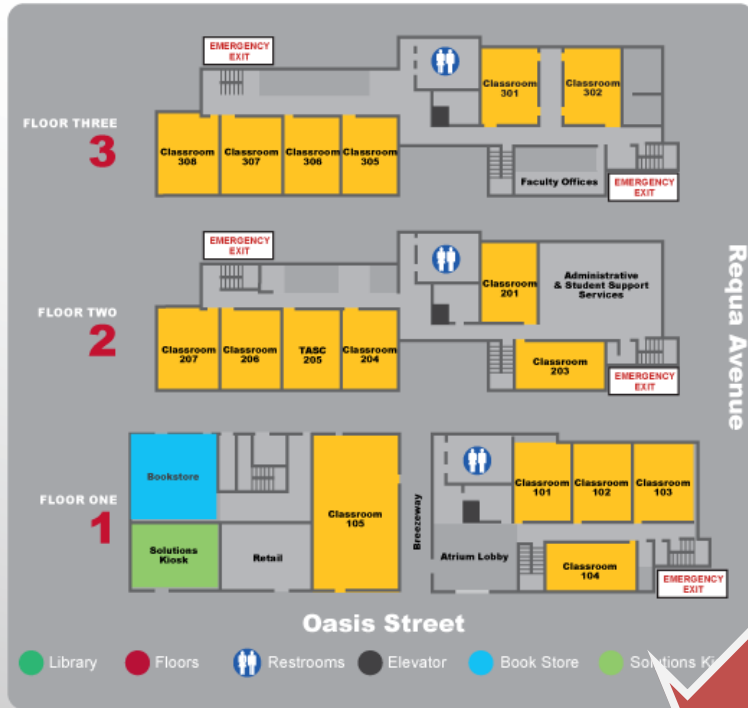 EMERGENCY
EXIT
FLOOR THREE
3
Classroom
301
Classroom
302
Classroom
308
Classroom
307
Classroom
306
Classroom
305
Faculty Offices
EMERGENCY
EXIT
EMERGENCY
EXIT
FLOOR TWO
2
Classroom
201
Administrative
& Student Support
Services
Classroom
207
Classroom
206
TASC
205
Classroom
204
Classroom
203
EMERGENCY
EXIT
Requa Avenue
FLOOR ONE
1
Bookstore
Solutions
Kiosk
Retail
Classroom
105
Breezeway
Classroom
101
Classroom
102
Classroom
103
Atrium Lobby
Classroom
104
EMERGENCY
EXIT
Oasis Street
Library
Floors
Restrooms
Elevator
Book Store
Solutions